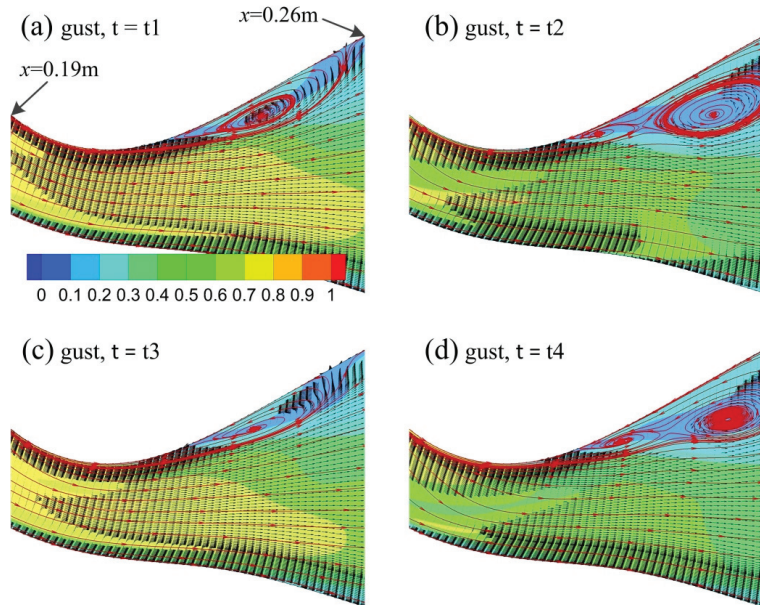 (a) gust, t = t1
x=0.26m
(b) gust, t = t2
x=0.19m
0 0.1 0.2 0.3 0.4 0.5 0.6 0.7 0.8 0.9 1
(c) gust, t = t3
(d) gust, t = t4